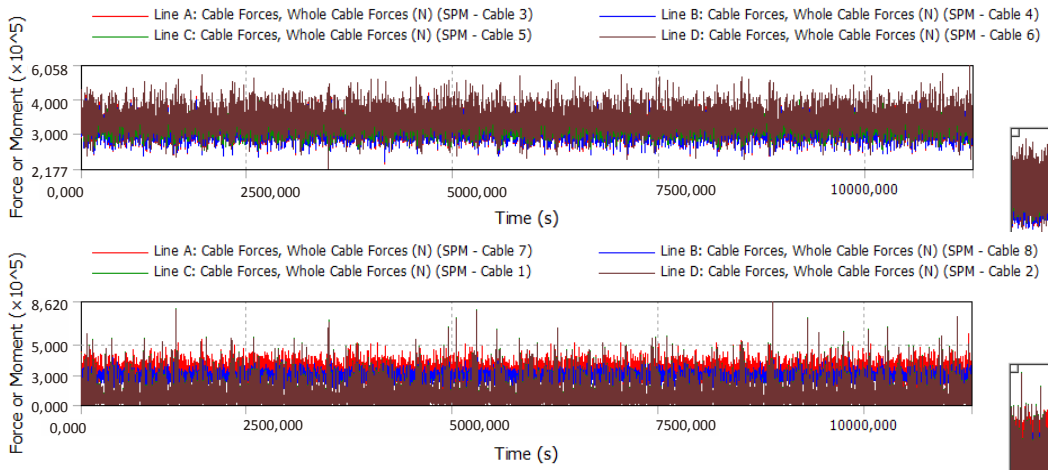 Line A: Cable Forces, Whole Cable Forces (N) (SPM - Cable 3)
Line B: Cable Forces, Whole Cable Forces (N) (SPM - Cable 4)
Line C: Cable Forces, Whole Cable Forces (N) (SPM - Cable 5)
Line D: Cable Forces, Whole Cable Forces (N) (SPM - Cable 6)
Force or Moment (×10^5)
6,058
4,000
3,000
2,177
0,000
2500,000
5000,000
7500,000
10000,000
Time (s)
Line A: Cable Forces, Whole Cable Forces (N) (SPM - Cable 7)
Line B: Cable Forces, Whole Cable Forces (N) (SPM - Cable 8)
Line C: Cable Forces, Whole Cable Forces (N) (SPM - Cable 1)
Line D: Cable Forces, Whole Cable Forces (N) (SPM - Cable 2)
Force or Moment (×10^5)
8,620
5,000
3,000
0,000
0,000
2500,000
5000,000
7500,000
10000,000
Time (s)